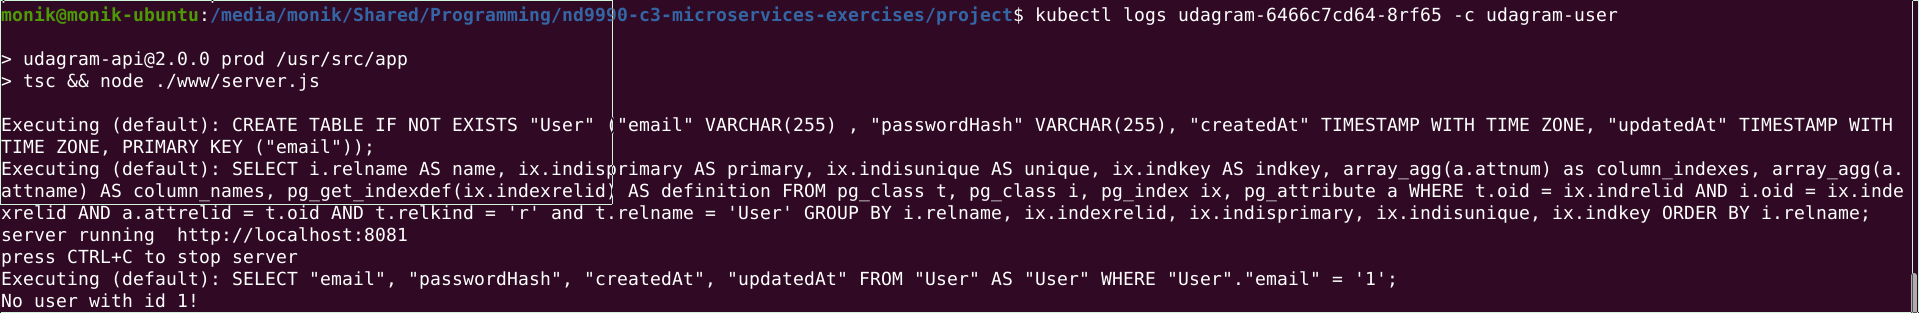 monik@monik-ubuntu:/media/monik/Shared/Programming/nd9990-c3-microservices-exercises/project$ kubectl logs udagram-6466c7cd64-8rf65 -c udagram-user
> udagram-api@2.0.0 prod /usr/src/app
> tsc && node ./www/server.js
Executing (default): CREATE TABLE IF NOT EXISTS "User" ("email" VARCHAR(255) , "passwordHash" VARCHAR(255), "createdAt" TIMESTAMP WITH TIME ZONE, "updatedAt" TIMESTAMP WITH
TIME ZONE, PRIMARY KEY ("email"));
Executing (default): SELECT i.relname AS name, ix.indisprimary AS primary, ix.indisunique AS unique, ix.indkey AS indkey, array_agg(a.attnum) as column_indexes, array_agg(a.
attname) AS column_names, pg_get_indexdef(ix.indexrelid) AS definition FROM pg_class t, pg_class i, pg_index ix, pg_attribute a WHERE t.oid = ix.indrelid AND i.oid = ix.inde
xrelid AND a.attrelid = t.oid AND t.relkind = 'r' and t.relname = 'User' GROUP BY i.relname, ix.indexrelid, ix.indisprimary, ix.indisunique, ix.indkey ORDER BY i.relname;
server running  http://localhost:8081
press CTRL+C to stop server
Executing (default): SELECT "email", "passwordHash", "createdAt", "updatedAt" FROM "User" AS "User" WHERE "User"."email" = '1';
No user with id 1!